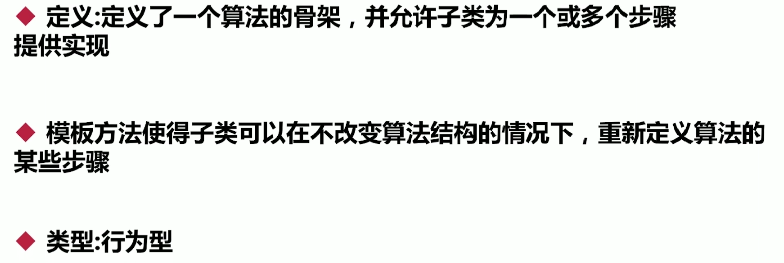 ◆ 定义:定义了一个算法的骨架，并允许子类为一个或多个步骤
提供实现
◆ 模板方法使得子类可以在不改变算法结构的情况下，重新定义算法的
某些步骤
◆ 类型:行为型